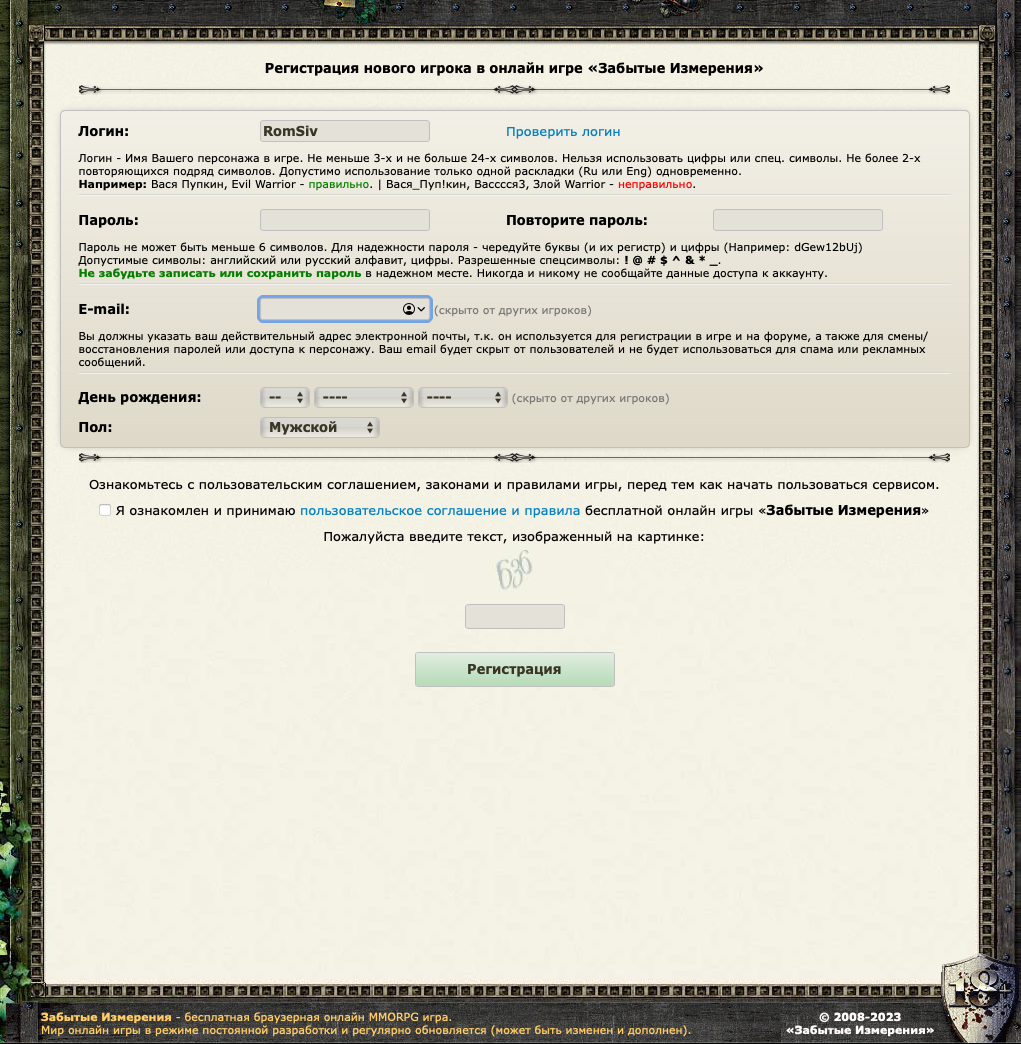 Регистрация нового игрока в онлайн игре «Забытые Измерения»
Логин: RomSiv Проверить логин
Логин - Имя Вашего персонажа в игре. Не меньше 3-х и не больше 24-х символов. Нельзя использовать цифры или спец. символы. Не более 2-х
повторяющихся подряд символов. Допустимо использование только одной раскладки (Ru или Eng) одновременно.
Например: Вася Пупкин, Evil Warrior - правильно. | Вася_Пуп!кин, Васссся3, Злой Warrior - неправильно.
Пароль: Повторите пароль:
Пароль не может быть меньше 6 символов. Для надежности пароля - чередуйте буквы (и их регистр) и цифры (Например: dGew12bUj)
Допустимые символы: английский или русский алфавит, цифры. Разрешенные спецсимволы: ! @ # $ ^ & * _.
Не забудьте записать или сохранить пароль в надежном месте. Никогда и никому не сообщайте данные доступа к аккаунту.
E-mail: (скрыто от других игроков)
Вы должны указать ваш действительный адрес электронной почты, т.к. он используется для регистрации в игре и на форуме, а также для смены/
восстановления паролей или доступа к персонажу. Ваш email будет скрыт от пользователей и не будет использоваться для спама или рекламных
сообщений.
День рождения: -- ---- ---- (скрыто от других игроков)
Пол: Мужской
Ознакомьтесь с пользовательским соглашением, законами и правилами игры, перед тем как начать пользоваться сервисом.
Я ознакомлен и принимаю пользовательское соглашение и правила бесплатной онлайн игры «Забытые Измерения»
Пожалуйста введите текст, изображенный на картинке:
636
Регистрация
18+
Забытые Измерения - бесплатная браузерная онлайн MMORPG игра.
Мир онлайн игры в режиме постоянной разработки и регулярно обновляется (может быть изменен и дополнен).
© 2008-2023
«Забытые Измерения»